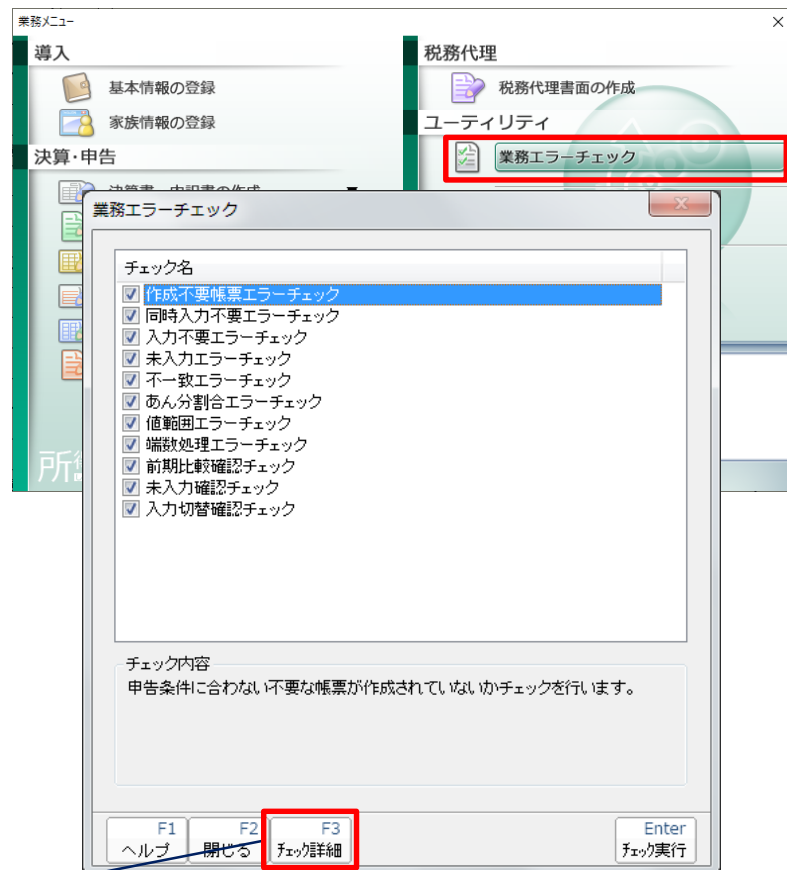 業務メニュー
導入
基本情報の登録
家族情報の登録
決算・申告
税務代理
税務代理書面の作成
ユーティリティ
業務エラーチェック
業務エラーチェック
チェック名
作成不要帳票エラーチェック
同時入力不要エラーチェック
入力不要エラーチェック
未入力エラーチェック
不一致エラーチェック
あん分割合エラーチェック
値範囲エラーチェック
端数処理エラーチェック
前期比較確認チェック
未入力確認チェック
入力切替確認チェック
チェック内容
申告条件に合わない不要な帳票が作成されていないかチェックを行います。
F1 ヘルプ
F2 閉じる
F3 チェック詳細
Enter チェック実行